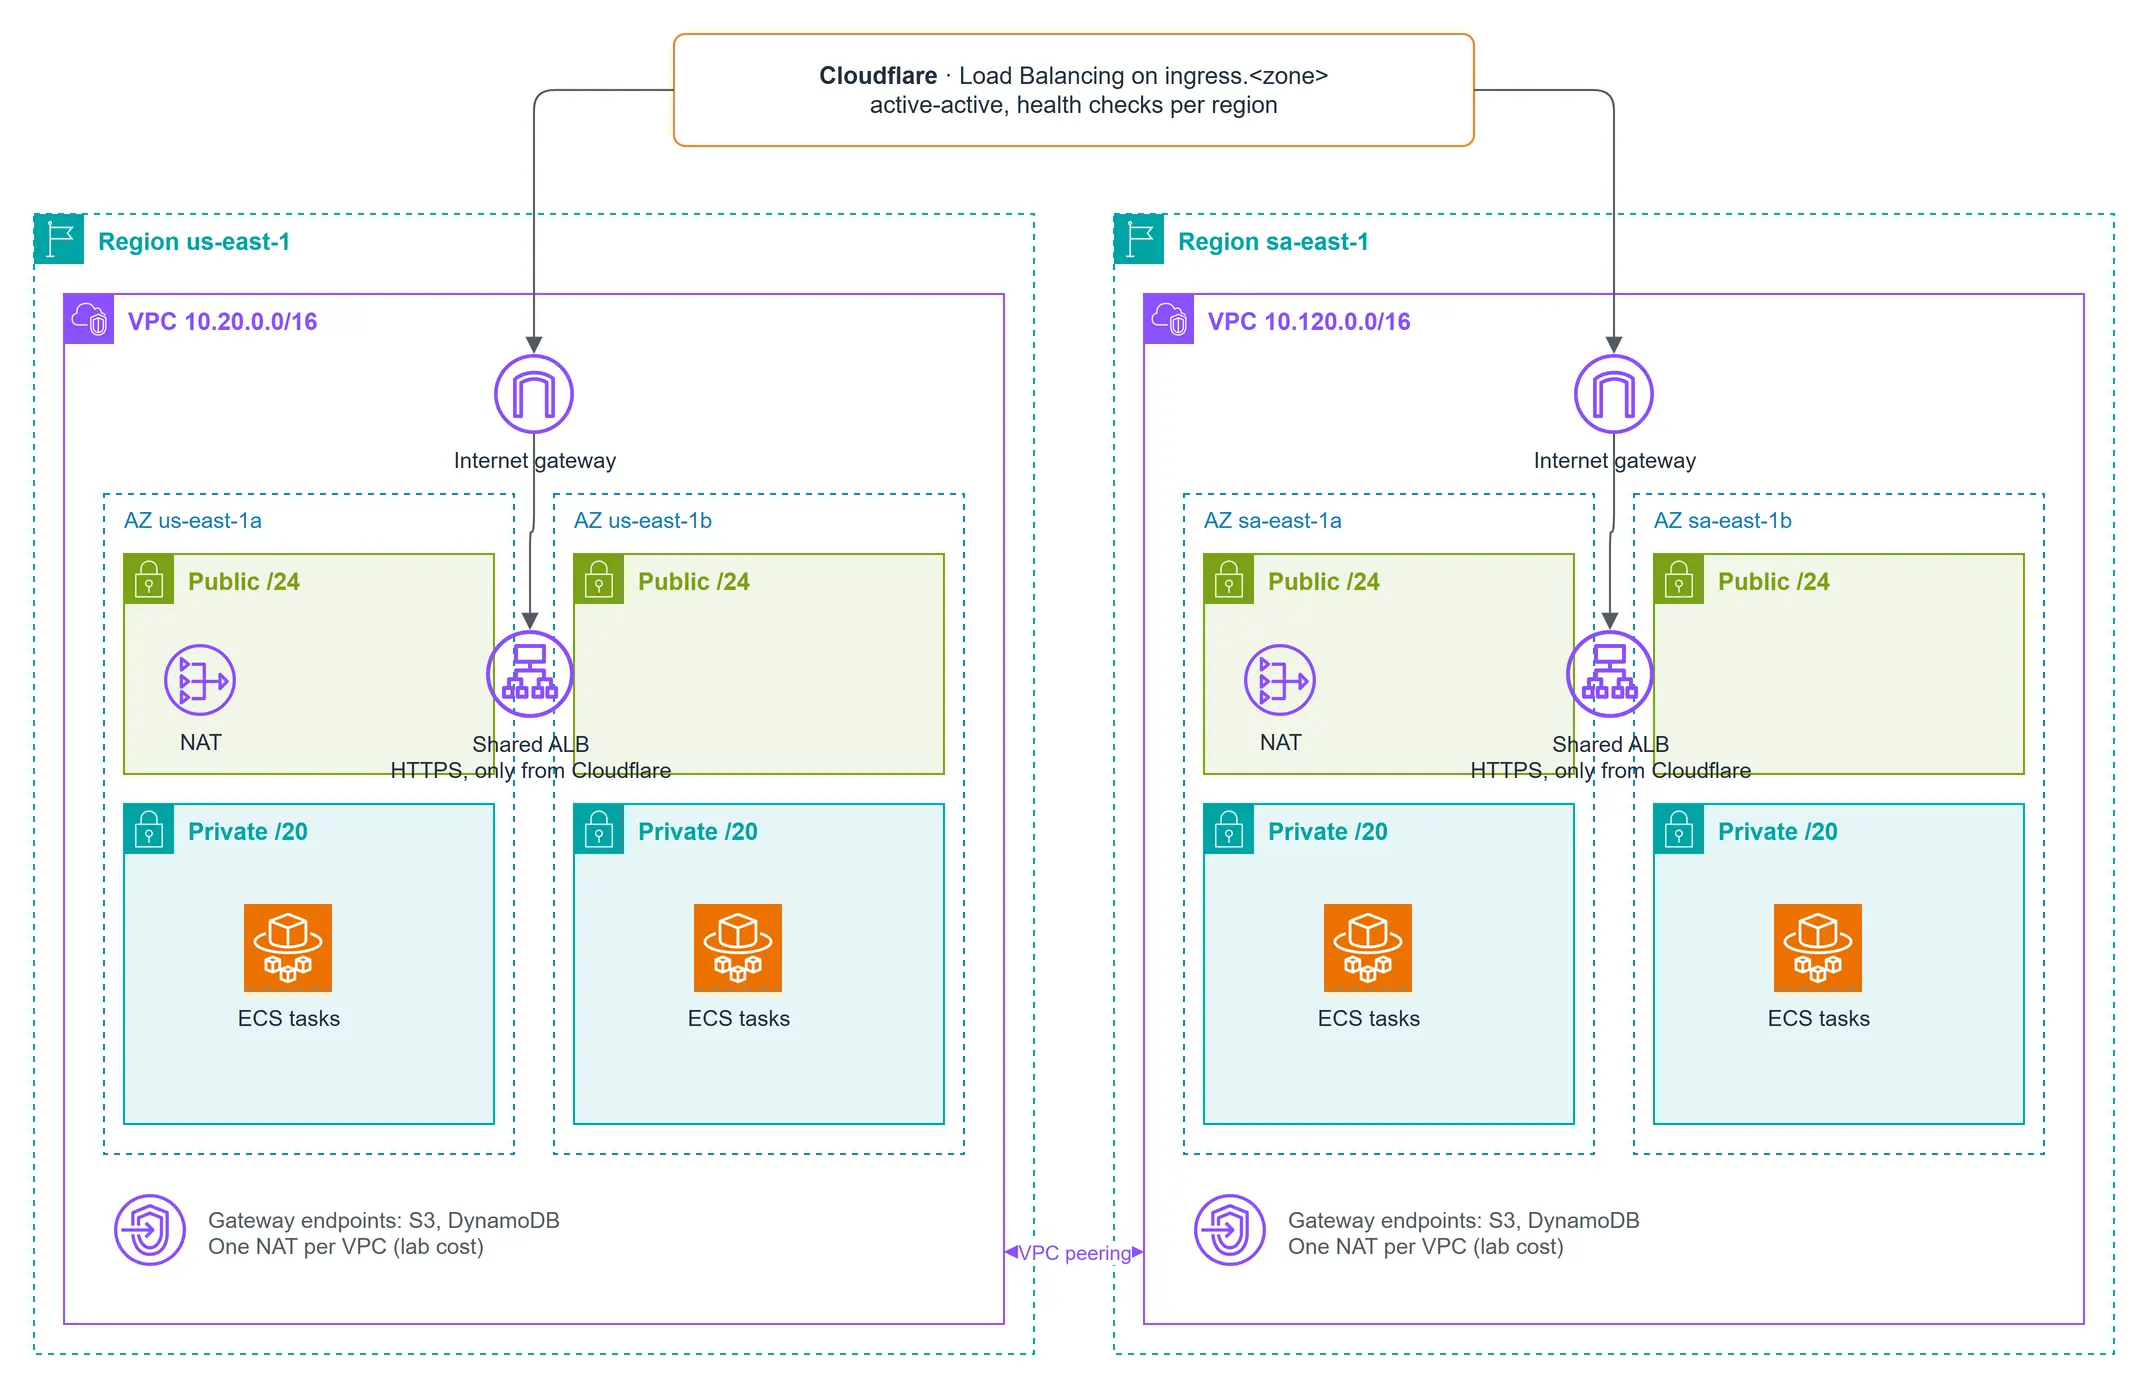 Cloudflare · Load Balancing on ingress.<zone>
active-active, health checks per region
Region us-east-1
VPC 10.20.0.0/16
Internet gateway
AZ us-east-1a
AZ us-east-1b
Public /24
Public /24
NAT
Shared ALB
HTTPS, only from Cloudflare
Private /20
Private /20
ECS tasks
ECS tasks
Gateway endpoints: S3, DynamoDB
One NAT per VPC (lab cost)
VPC peering
Region sa-east-1
VPC 10.120.0.0/16
Internet gateway
AZ sa-east-1a
AZ sa-east-1b
Public /24
Public /24
NAT
Shared ALB
HTTPS, only from Cloudflare
Private /20
Private /20
ECS tasks
ECS tasks
Gateway endpoints: S3, DynamoDB
One NAT per VPC (lab cost)